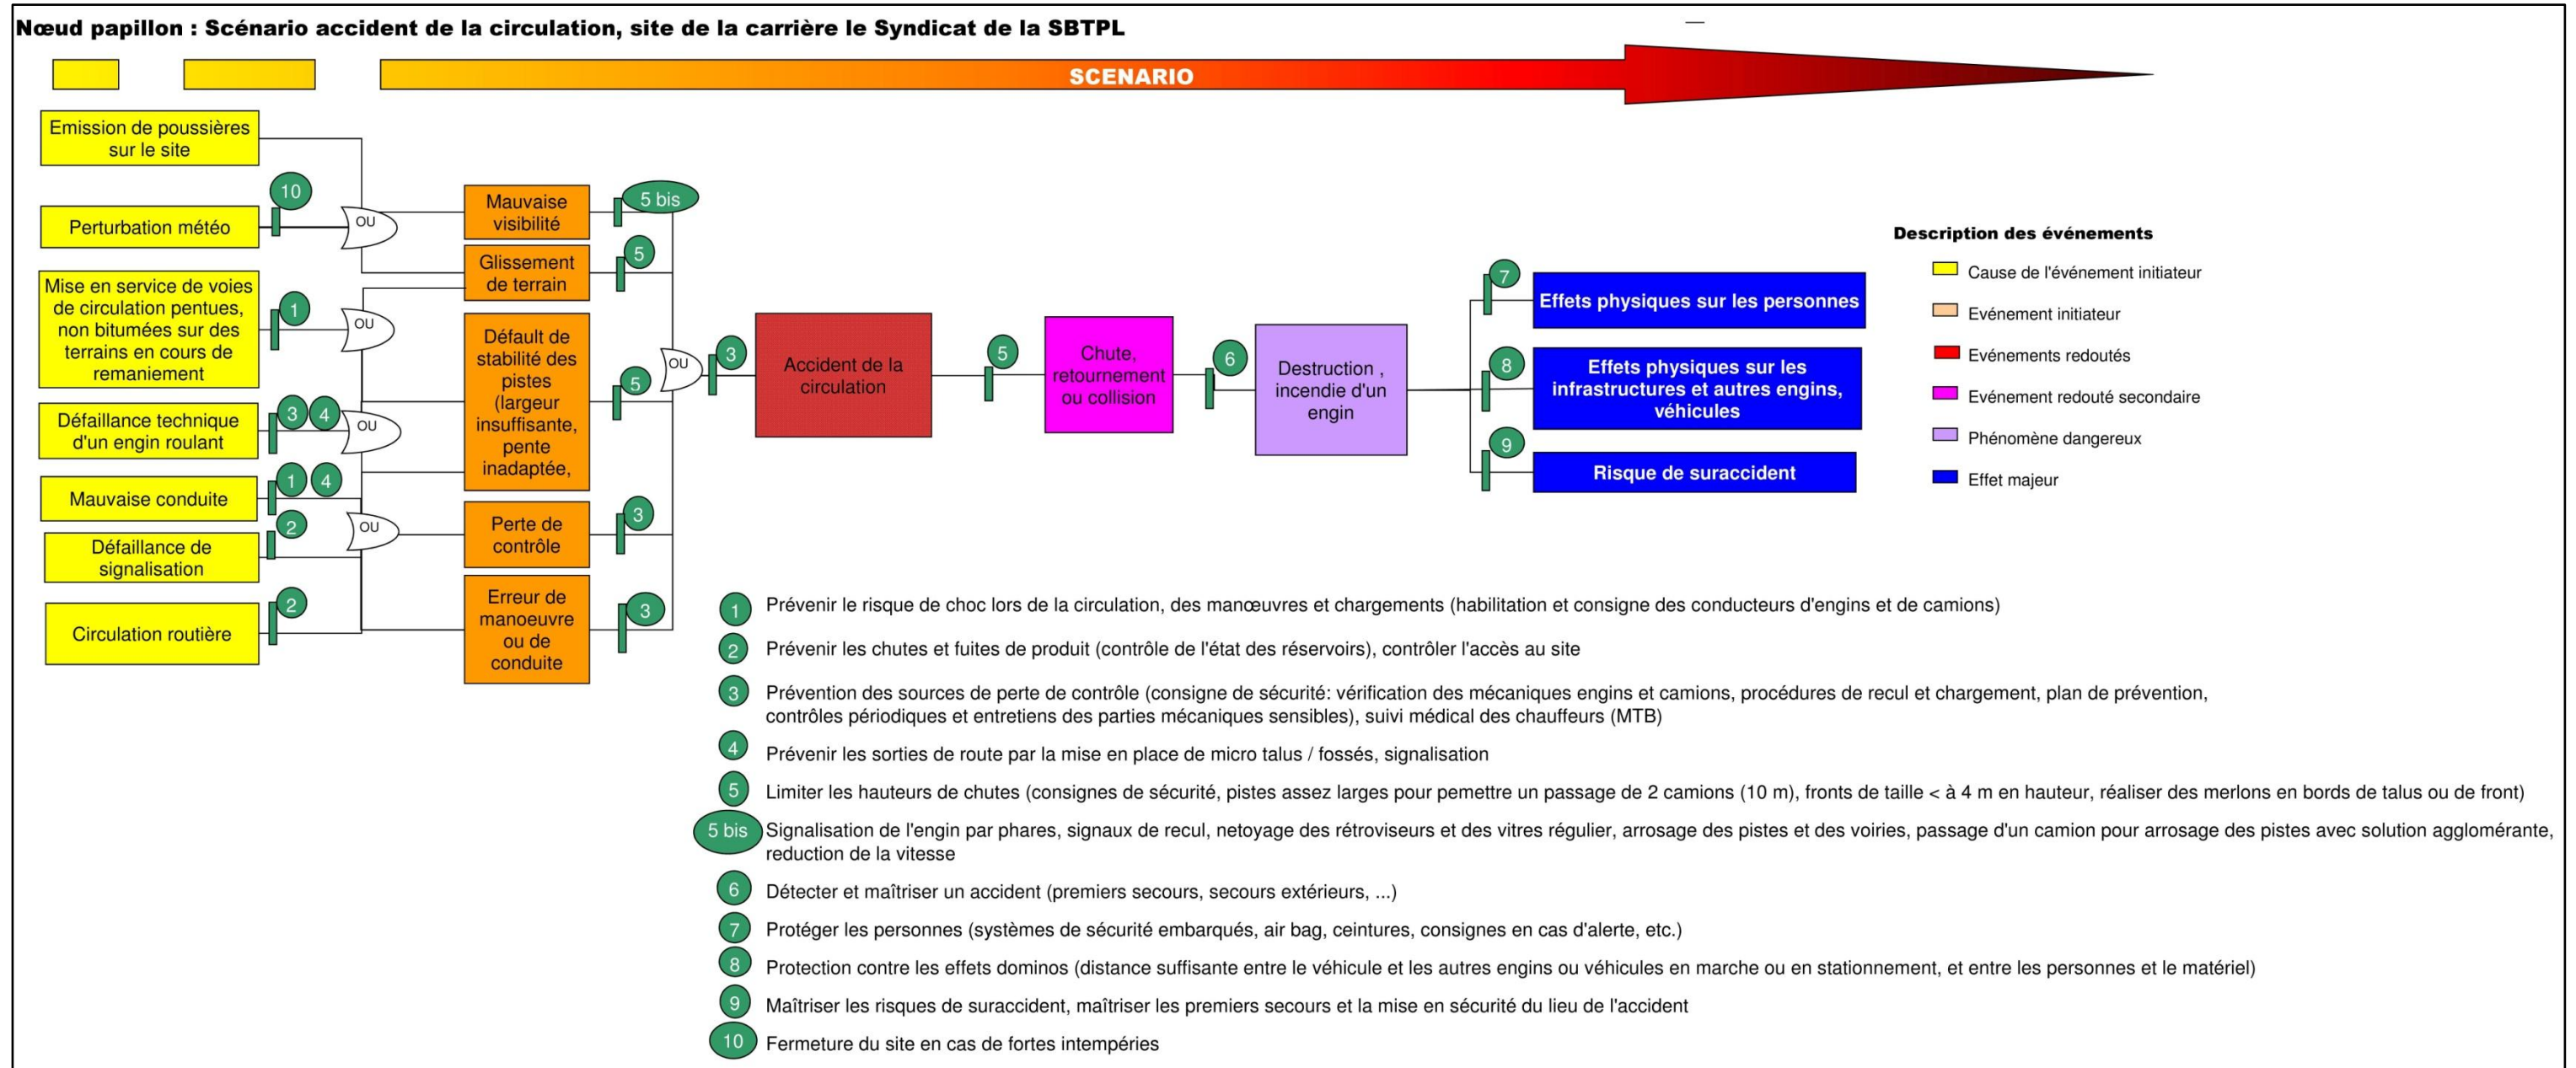 Nœud papillon : Scénario accident de la circulation, site de la carrière le Syndicat de la SBTPL
SCENARIO
Emission de poussières
sur le site
10
Perturbation météo
OU
Mise en service de voies
de circulation pentues,
non bitumées sur des
terrains en cours de
remaniement
1
OU
Défaillance technique
d'un engin roulant
3
4
OU
Mauvaise conduite
1
4
Défaillance de
signalisation
2
OU
Circulation routière
2
Mauvaise
visibilité
5 bis
Glissement
de terrain
5
Défault de
stabilité des
pistes
(largeur
insuffisante,
pente
inadaptée,
5
Perte de
contrôle
3
Erreur de
manoeuvre
ou de
conduite
3
OU
3
Accident de la
circulation
5
Chute,
retournement
ou collision
6
Destruction ,
incendie d'un
engin
7
Effets physiques sur les personnes
8
Effets physiques sur les
infrastructures et autres engins,
véhicules
9
Risque de suraccident
Description des événements
Cause de l'événement initiateur
Evénement initiateur
Evénements redoutés
Evénement redouté secondaire
Phénomène dangereux
Effet majeur
1 Prévenir le risque de choc lors de la circulation, des manœuvres et chargements (habilitation et consigne des conducteurs d'engins et de camions)
2 Prévenir les chutes et fuites de produit (contrôle de l'état des réservoirs), contrôler l'accès au site
3 Prévention des sources de perte de contrôle (consigne de sécurité: vérification des mécaniques engins et camions, procédures de recul et chargement, plan de prévention,
contrôles périodiques et entretiens des parties mécaniques sensibles), suivi médical des chauffeurs (MTB)
4 Prévenir les sorties de route par la mise en place de micro talus / fossés, signalisation
5 Limiter les hauteurs de chutes (consignes de sécurité, pistes assez larges pour pemettre un passage de 2 camions (10 m), fronts de taille < à 4 m en hauteur, réaliser des merlons en bords de talus ou de front)
5 bis Signalisation de l'engin par phares, signaux de recul, netoyage des rétroviseurs et des vitres régulier, arrosage des pistes et des voiries, passage d'un camion pour arrosage des pistes avec solution agglomérante,
reduction de la vitesse
6 Détecter et maîtriser un accident (premiers secours, secours extérieurs, ...)
7 Protéger les personnes (systèmes de sécurité embarqués, air bag, ceintures, consignes en cas d'alerte, etc.)
8 Protection contre les effets dominos (distance suffisante entre le véhicule et les autres engins ou véhicules en marche ou en stationnement, et entre les personnes et le matériel)
9 Maîtriser les risques de suraccident, maîtriser les premiers secours et la mise en sécurité du lieu de l'accident
10 Fermeture du site en cas de fortes intempéries